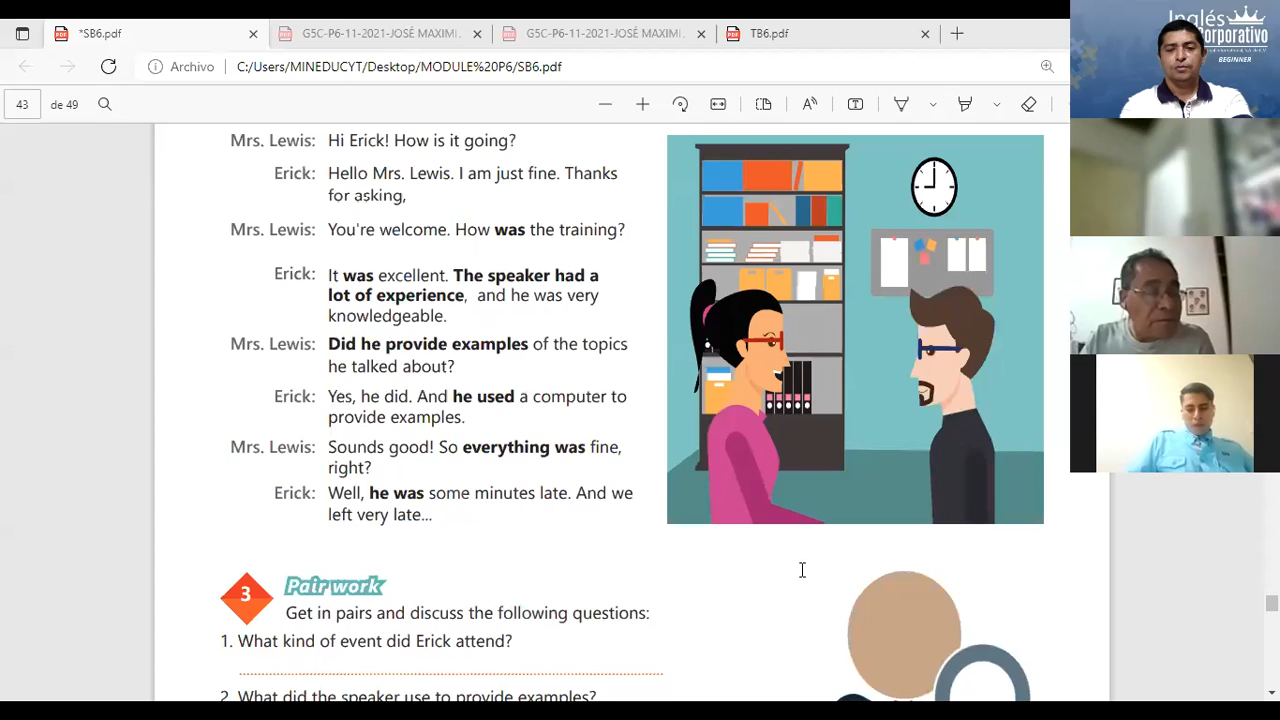 *SB6.pdf
G5C-P6-11-2021-JOSÉ MAXIMI
G5C-P6-11-2021-JOSÉ MAXIMI
TB6.pdf
Archivo
C:/Users/MINEDUCYT/Desktop/MODULE%20P6/SB6.pdf
43
de 49
Mrs. Lewis: Hi Erick! How is it going?
Erick: Hello Mrs. Lewis. I am just fine. Thanks
for asking,
Mrs. Lewis: You're welcome. How was the training?
Erick: It was excellent. The speaker had a
lot of experience, and he was very
knowledgeable.
Mrs. Lewis: Did he provide examples of the topics
he talked about?
Erick: Yes, he did. And he used a computer to
provide examples.
Mrs. Lewis: Sounds good! So everything was fine,
right?
Erick: Well, he was some minutes late. And we
left very late...
3
Pair work
Get in pairs and discuss the following questions:
1. What kind of event did Erick attend?
2. What did the speaker use to provide examples?
Inglés
orporativo
BEGINNER